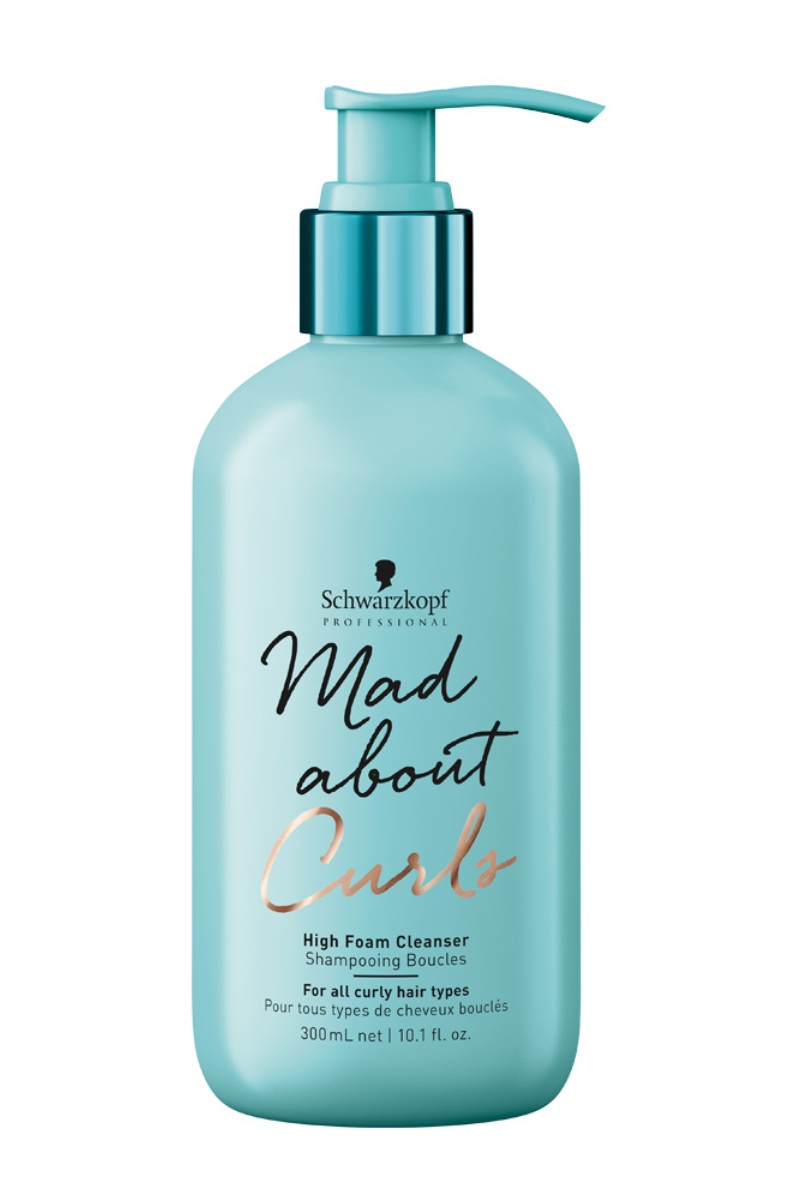 Schwarzkopf
PROFESSIONAL
Mad
about
Curls
High Foam Cleanser
Shampooing Boucles
For all curly hair types
Pour tous types de cheveux bouclés
300mL net | 10.1 fl. oz.